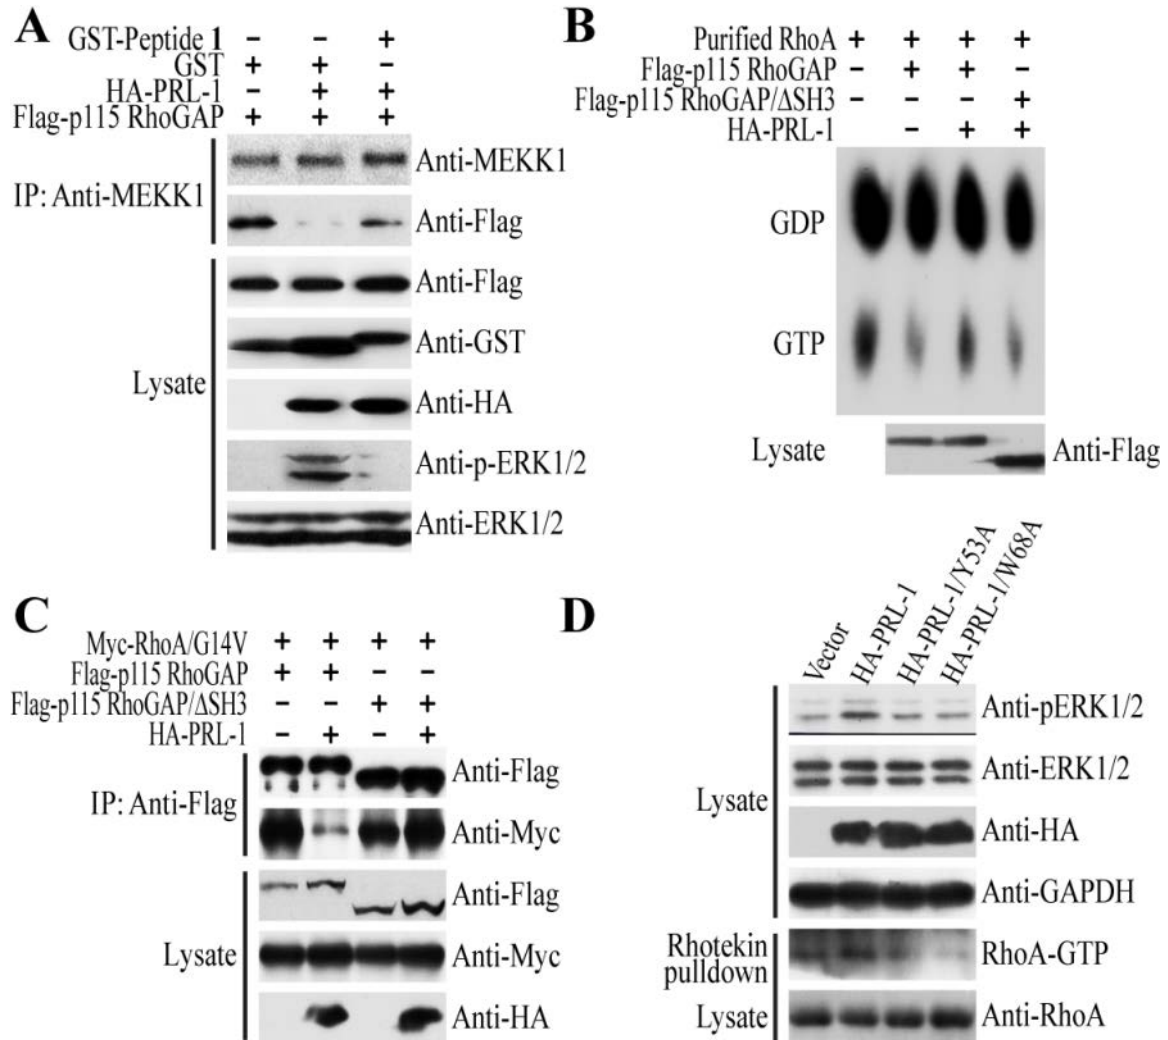 A
GST-Peptide 1 - - +
GST + + -
HA-PRL-1 - + +
Flag-p115 RhoGAP + + +
IP: Anti-MEKK1
Anti-MEKK1
Anti-Flag
Lysate
Anti-Flag
Anti-GST
Anti-HA
Anti-p-ERK1/2
Anti-ERK1/2
B
Purified RhoA + + + +
Flag-p115 RhoGAP - + + -
Flag-p115 RhoGAP/ΔSH3 - - - +
HA-PRL-1 - + +
GDP
GTP
Lysate
Anti-Flag
C
Myc-RhoA/G14V + + + +
Flag-p115 RhoGAP + + - -
Flag-p115 RhoGAP/ΔSH3 - - + +
HA-PRL-1 - + - +
IP: Anti-Flag
Anti-Flag
Anti-Myc
Lysate
Anti-Flag
Anti-Myc
Anti-HA
D
Vector
HA-PRL-1
HA-PRL-1/Y53A
HA-PRL-1/W68A
Lysate
Anti-pERK1/2
Anti-ERK1/2
Anti-HA
Anti-GAPDH
Rhotekin
pulldown
RhoA-GTP
Lysate
Anti-RhoA